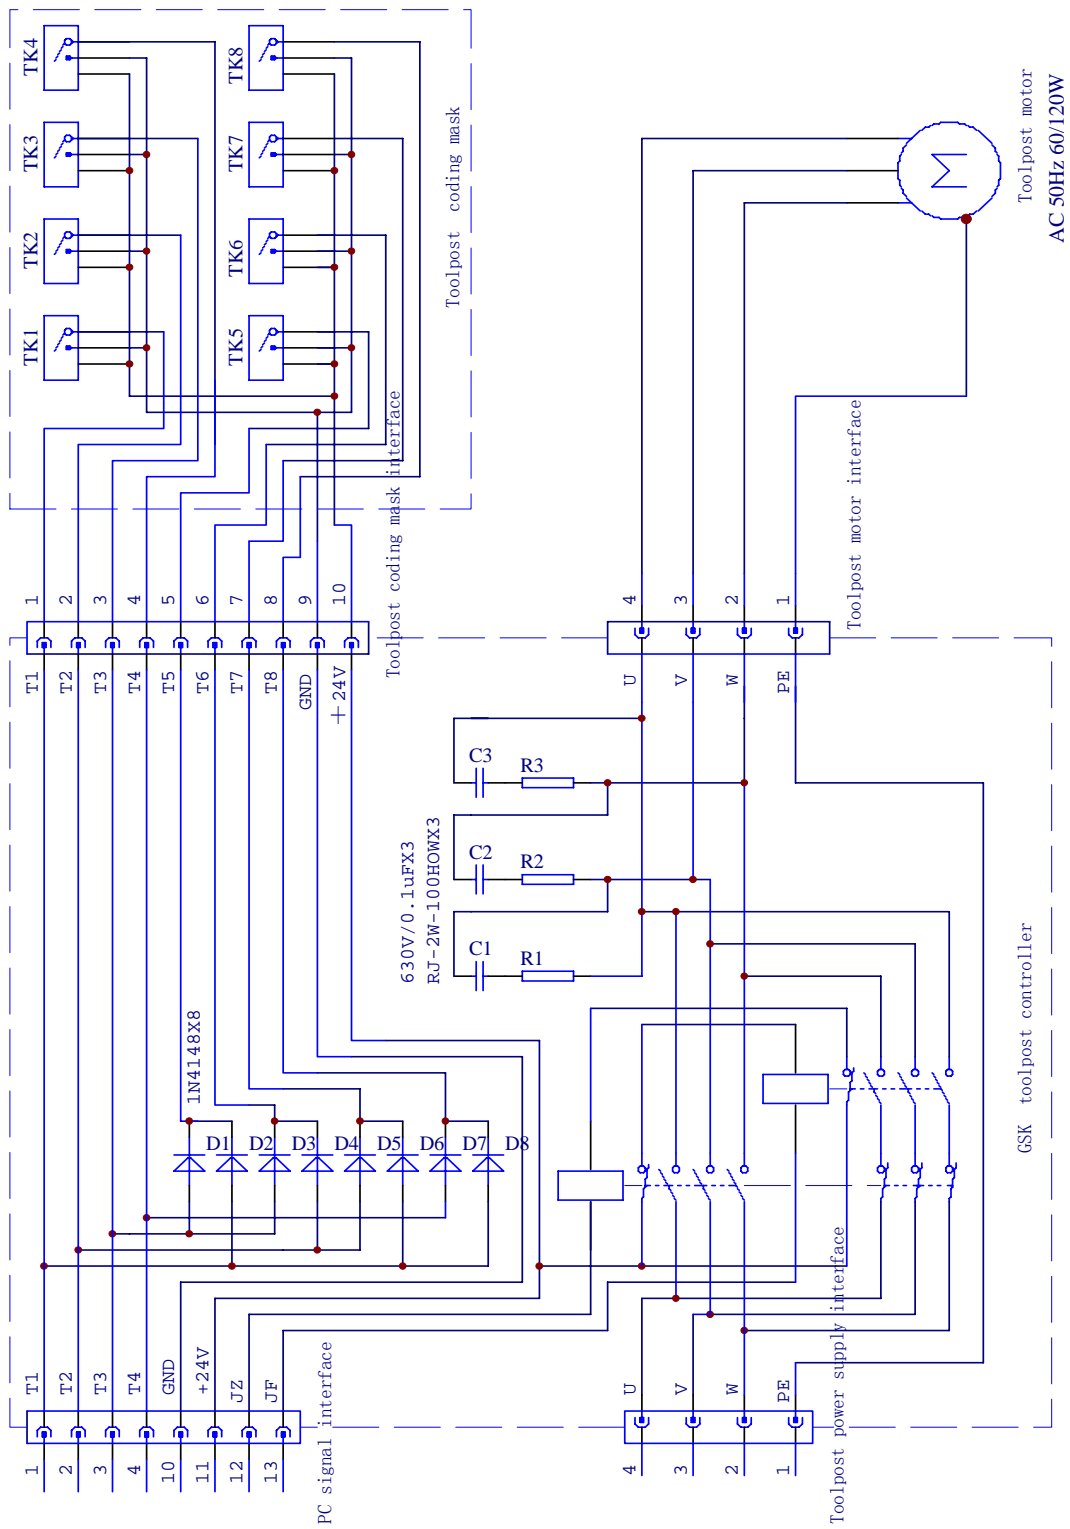 TK4
TK8
TK3
TK7
TK2
TK6
TK1
TK5
Toolpost coding mask
Toolpost motor
AC 50Hz 60/120W
1
2
3
4
5
6
7
8
9
10
Toolpost coding mask interface
T1
T2
T3
T4
T5
T6
T7
T8
GND
+24V
4
3
2
1
Toolpost motor interface
U
V
W
PE
C3
R3
C2
R2
C1
R1
630V/0.1uFX3
RJ-2W-100HOWX3
1N4148X8
D1
D2
D3
D4
D5
D6
D7
D8
GSK toolpost controller
T1
T2
T3
T4
GND
+24V
JZ
JF
1
2
3
4
10
11
12
13
PC signal interface
U
V
W
PE
4
3
2
1
Toolpost power supply interface